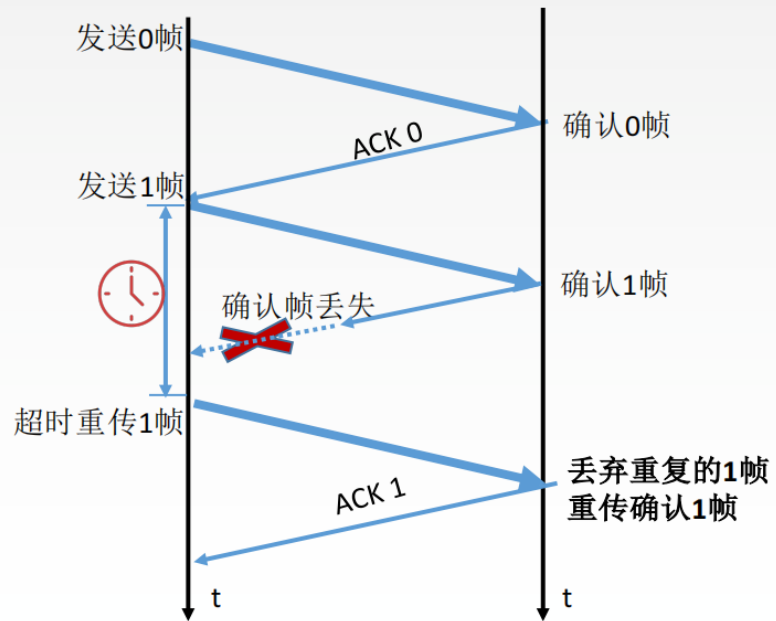 发送0帧
ACK 0
确认0帧
发送1帧
确认帧丢失
确认1帧
超时重传1帧
丢弃重复的1帧
重传确认1帧
ACK 1
t
t